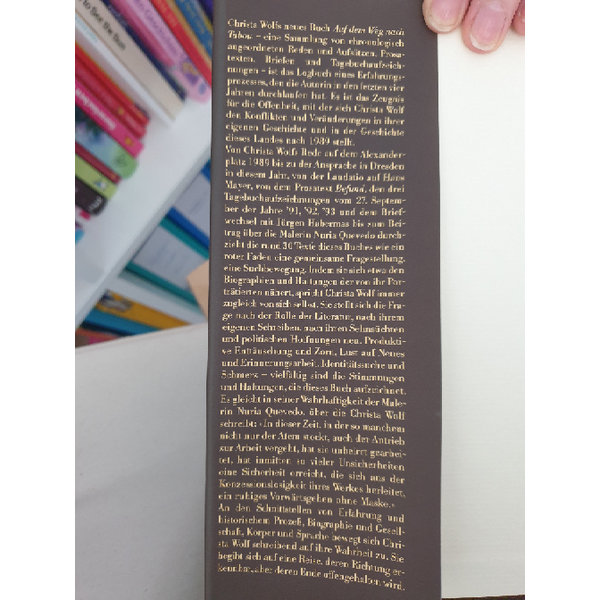 Christa Wolfs neues Buch Auf dem Weg nach
Tabou – eine Sammlung von chronologisch
angeordneten Reden und Aufsätzen, Prosa-
texten, Briefen und Tagebuchaufzeich-
nungen – ist das Logbuch eines Erfahrungs-
prozesses, den die Autorin in den letzten vier
Jahren durchlaufen hat. Es ist das Zeugnis
für die Offenheit, mit der sich Christa Wolf
den Konflikten und Veränderungen in ihrer
eigenen Geschichte und in der Geschichte
dieses Landes nach 1989 stellt.
Von Christa Wolfs Rede auf dem Alexander-
platz 1989 bis zu der Ansprache in Dresden
in diesem Jahr, von der Laudatio auf Hans
Mayer, von dem Prosatext Befund, den drei
Tagebuchaufzeichnungen vom 27. Septem-
ber der Jahre '91, '92, '93 und dem Brief-
wechsel mit Jürgen Habermas bis zum Bei-
trag über die Malerin Nuria Quevedo durch-
zieht die rund 30 Texte dieses Buches wie ein
roter Faden eine gemeinsame Fragestellung,
eine Suchbewegung. Indem sie sich etwa den
Biographien und Haltungen der von ihr Por-
trätierten nähert, spricht Christa Wolf immer
zugleich von sich selbst. Sie stellt sich die Fra-
ge nach der Rolle der Literatur, nach ihrem
eigenen Schreiben, nach ihren Sehnsüchten
und politischen Hoffnungen neu. Produkti-
ve Enttäuschung und Zorn, Lust auf Neues
und Erinnerungsarbeit, Identitätssuche und
Schmerz – vielfältig sind die Stimmungen
und Haltungen, die dieses Buch aufzeichnet.
Es gleicht in seiner Wahrhaftigkeit der Male-
rin Nuria Quevedo, über die Christa Wolf
schreibt: ›In dieser Zeit, in der so manchem
nicht nur der Atem stockt, auch der Antrieb
zur Arbeit vergeht, hat sie unbeirrt gearbei-
tet, hat inmitten so vieler Unsicherheiten
eine Sicherheit erreicht, die sich aus der
Konzessionslosigkeit ihres Werkes herleitet,
ein ruhiges Vorwärtsgehen ohne Maske.‹
An den Schnittstellen von Erfahrung und
historischem Prozeß, Biographie und Gesell-
schaft, Körper und Sprache bewegt sich Chri-
sta Wolf schreibend auf ihre Wahrheit zu. Sie
begibt sich auf eine Reise, deren Richtung er-
kennbar, aber deren Ende offengehalten wird.